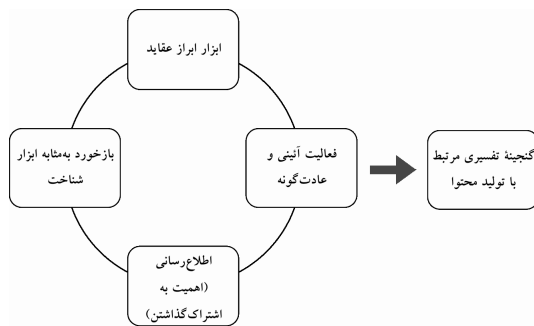 ابزار ابراز عقاید
گنجینهٔ تفسیری مرتبط
با تولید محتوا
فعالیت آئینی و
عادت‌گونه
بازخورد به‌مثابه ابزار
شناخت
اطلاع‌رسانی
(اهمیت به
اشتراک‌گذاشتن)